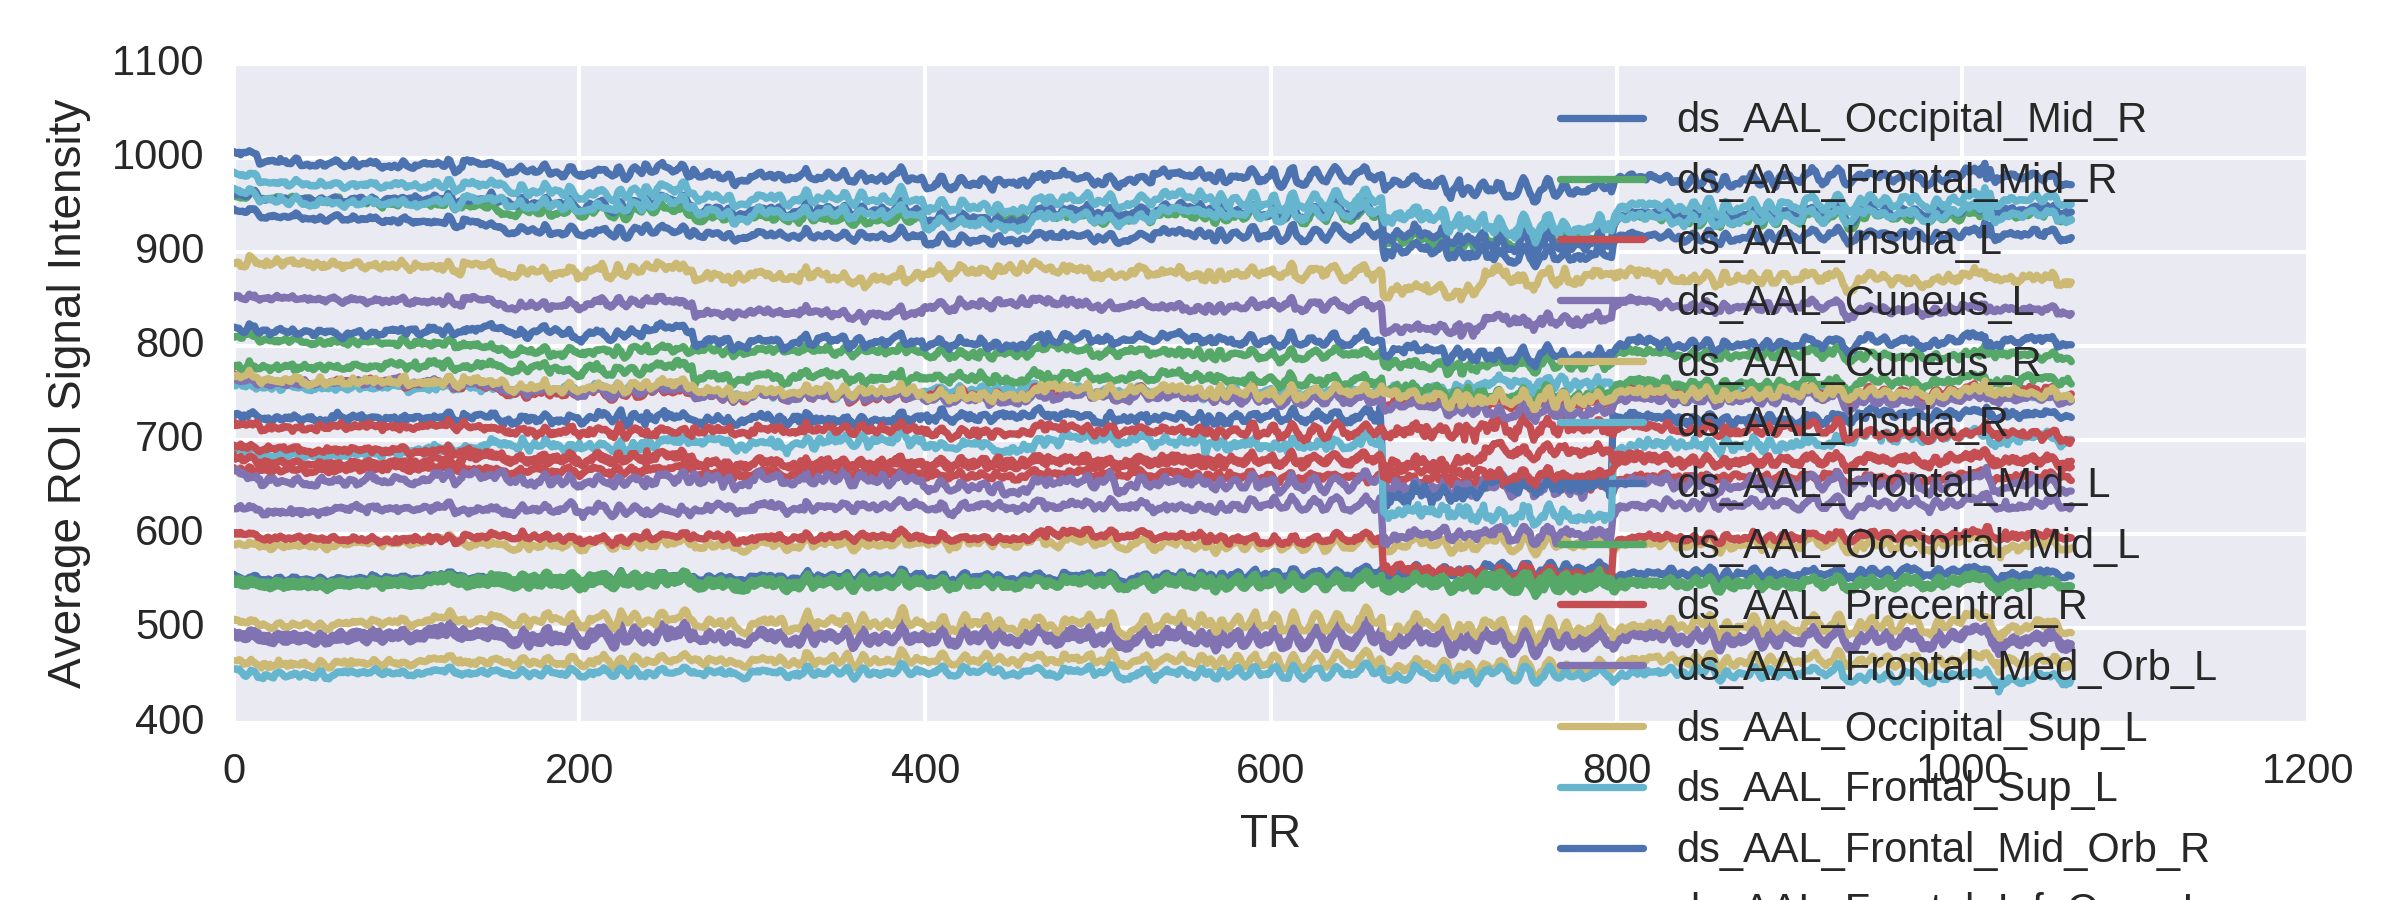 Average ROI Signal Intensity
1100
1000
900
800
700
600
500
400
0
200
400
600
800
1000
1200
TR
ds_AAL_Occipital_Mid_R
ds_AAL_Frontal_Mid_R
ds_AAL_Insula_L
ds_AAL_Cuneus_L
ds_AAL_Cuneus_R
ds_AAL_Insula_R
ds_AAL_Frontal_Mid_L
ds_AAL_Occipital_Mid_L
ds_AAL_Precentral_R
ds_AAL_Frontal_Med_Orb_L
ds_AAL_Occipital_Sup_L
ds_AAL_Frontal_Sup_L
ds_AAL_Frontal_Mid_Orb_R